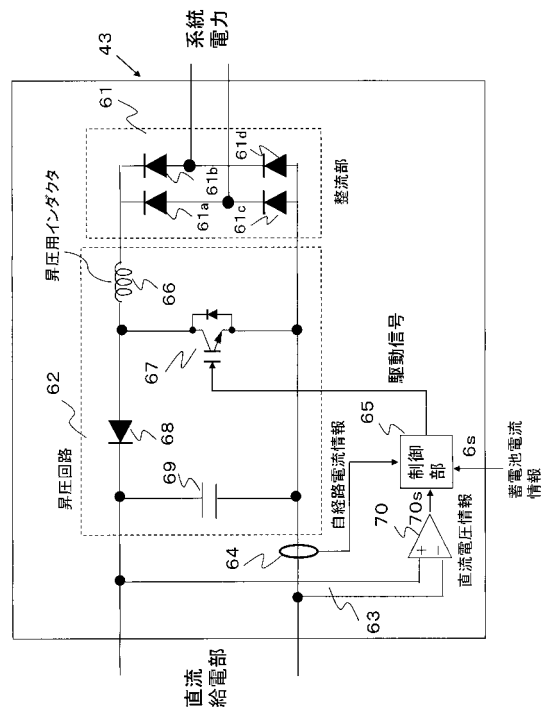 43
系統
電力
61
61b
61d
61a
61c
整流部
昇圧用インダクタ
66
67
62
昇圧回路
68
69
駆動信号
自経路電流情報
65
制御
部
6s
蓄電池電流
情報
64
70
70s
+
−
直流電圧情報
63
直流
給電部